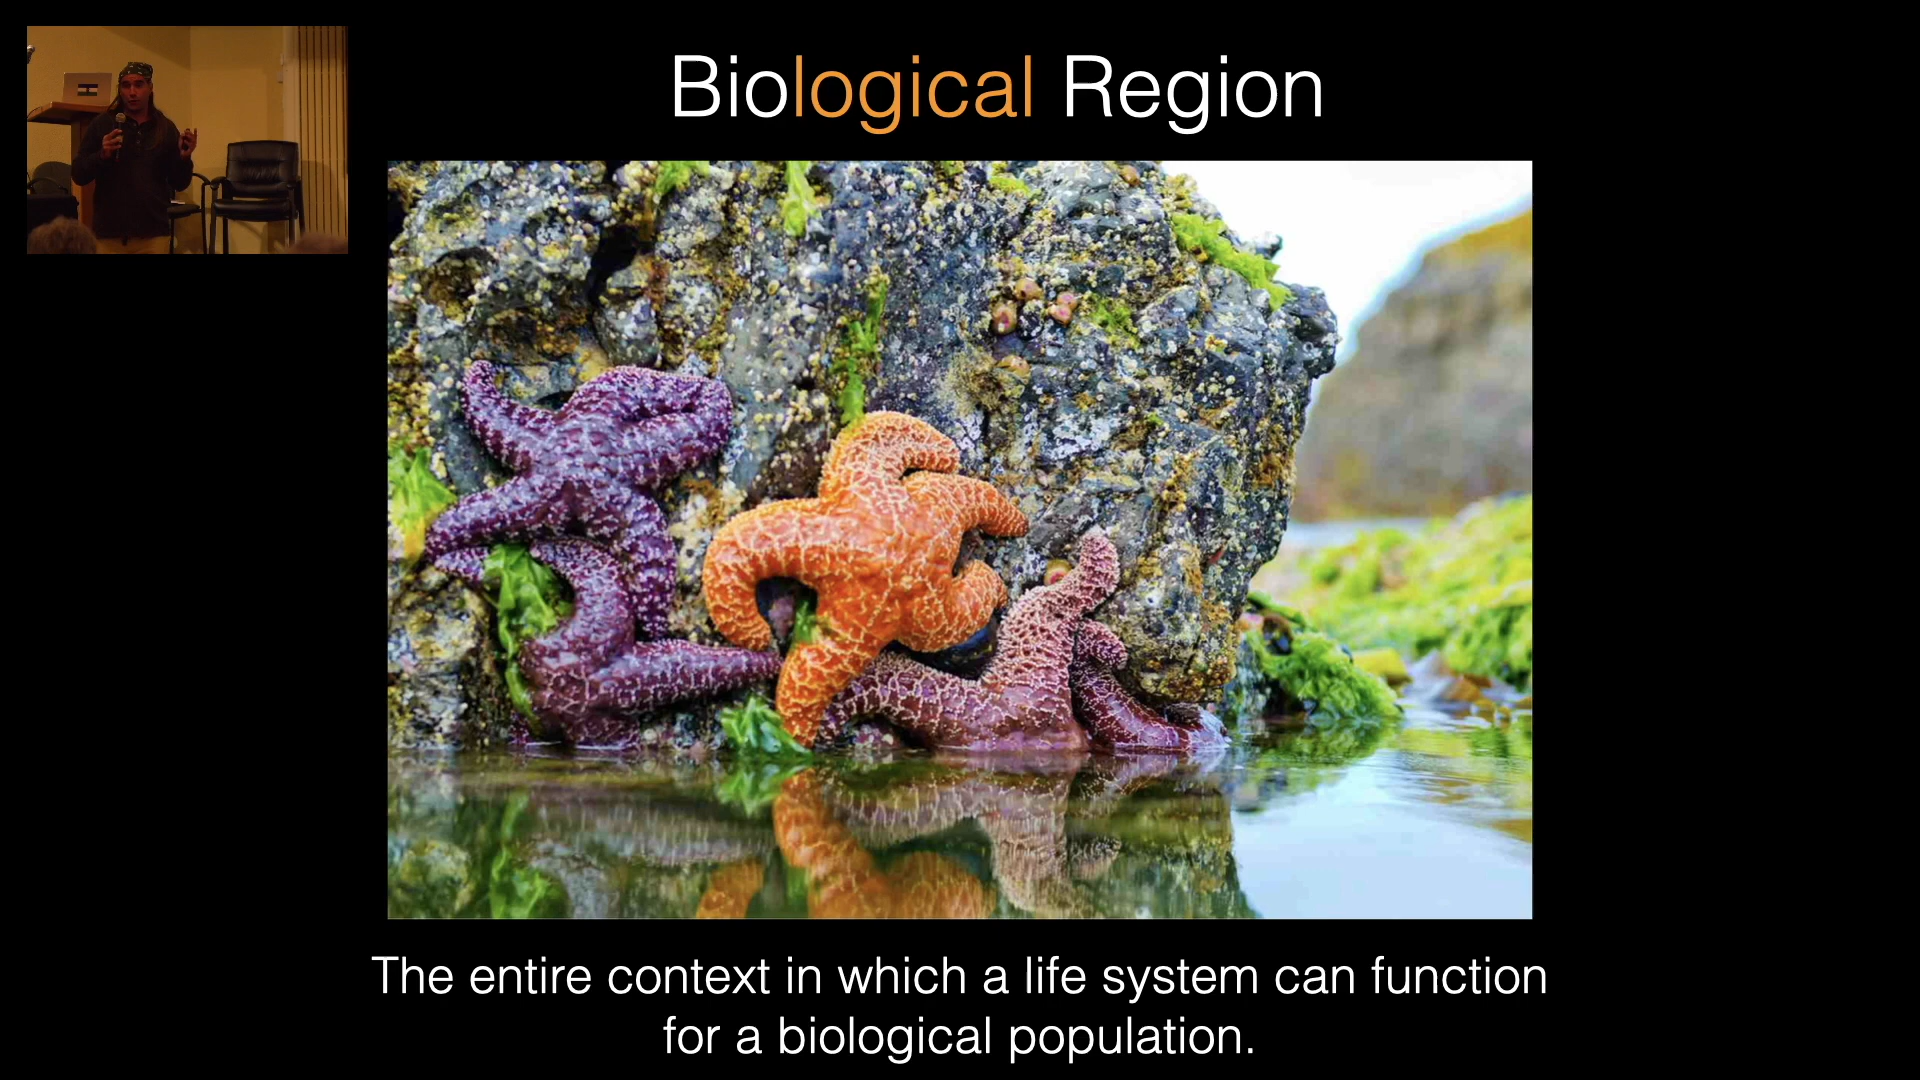 Biological Region
The entire context in which a life system can function
for a biological population.